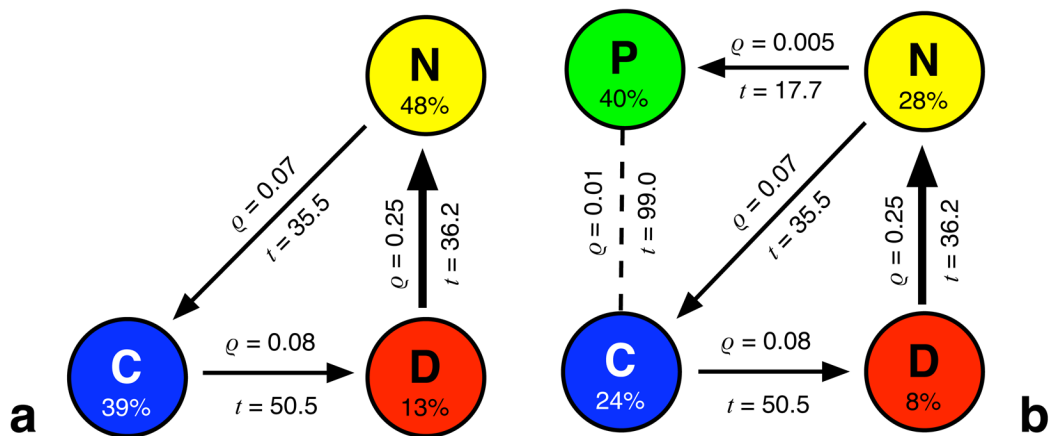 N
48%
ϱ = 0.07
t = 35.5
ϱ = 0.25
t = 36.2
C
39%
ϱ = 0.08
t = 50.5
D
13%
a
P
40%
ϱ = 0.005
t = 17.7
N
28%
ϱ = 0.01
t = 99.0
ϱ = 0.07
t = 35.5
ϱ = 0.25
t = 36.2
C
24%
ϱ = 0.08
t = 50.5
D
8%
b